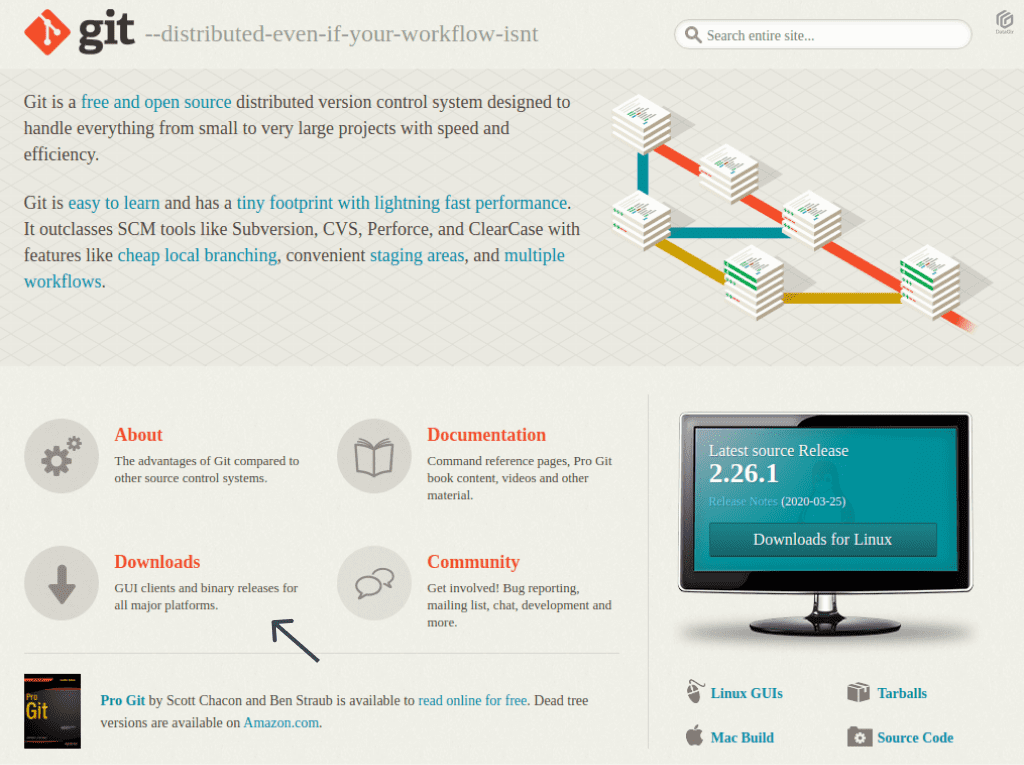 git --distributed-even-if-your-workflow-isnt
Search entire site...
Git is a free and open source distributed version control system designed to
handle everything from small to very large projects with speed and
efficiency.
Git is easy to learn and has a tiny footprint with lightning fast performance.
It outclasses SCM tools like Subversion, CVS, Perforce, and ClearCase with
features like cheap local branching, convenient staging areas, and multiple
workflows.
About
The advantages of Git compared to
other source control systems.
Documentation
Command reference pages, Pro Git
book content, videos and other
material.
Downloads
GUI clients and binary releases for
all major platforms.
Community
Get involved! Bug reporting,
mailing list, chat, development and
more.
Pro
Git
Pro Git by Scott Chacon and Ben Straub is available to read online for free. Dead tree
versions are available on Amazon.com.
Latest source Release
2.26.1
Release Notes (2020-03-25)
Downloads for Linux
Linux GUIs
Tarballs
Mac Build
Source Code